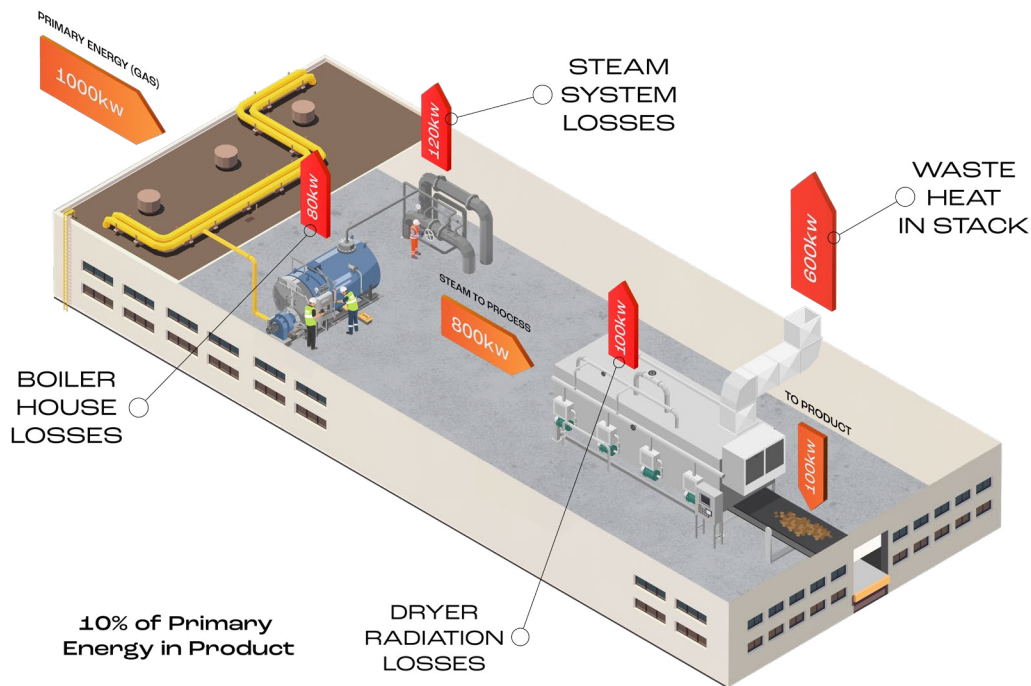 PRIMARY ENERGY (GAS)
1000kw
STEAM
SYSTEM
LOSSES
120kw
80kw
WASTE
HEAT
IN STACK
600kw
STEAM TO PROCESS
800kw
100kw
BOILER
HOUSE
LOSSES
TO PRODUCT
100kw
DRYER
RADIATION
LOSSES
10% of Primary
Energy in Product